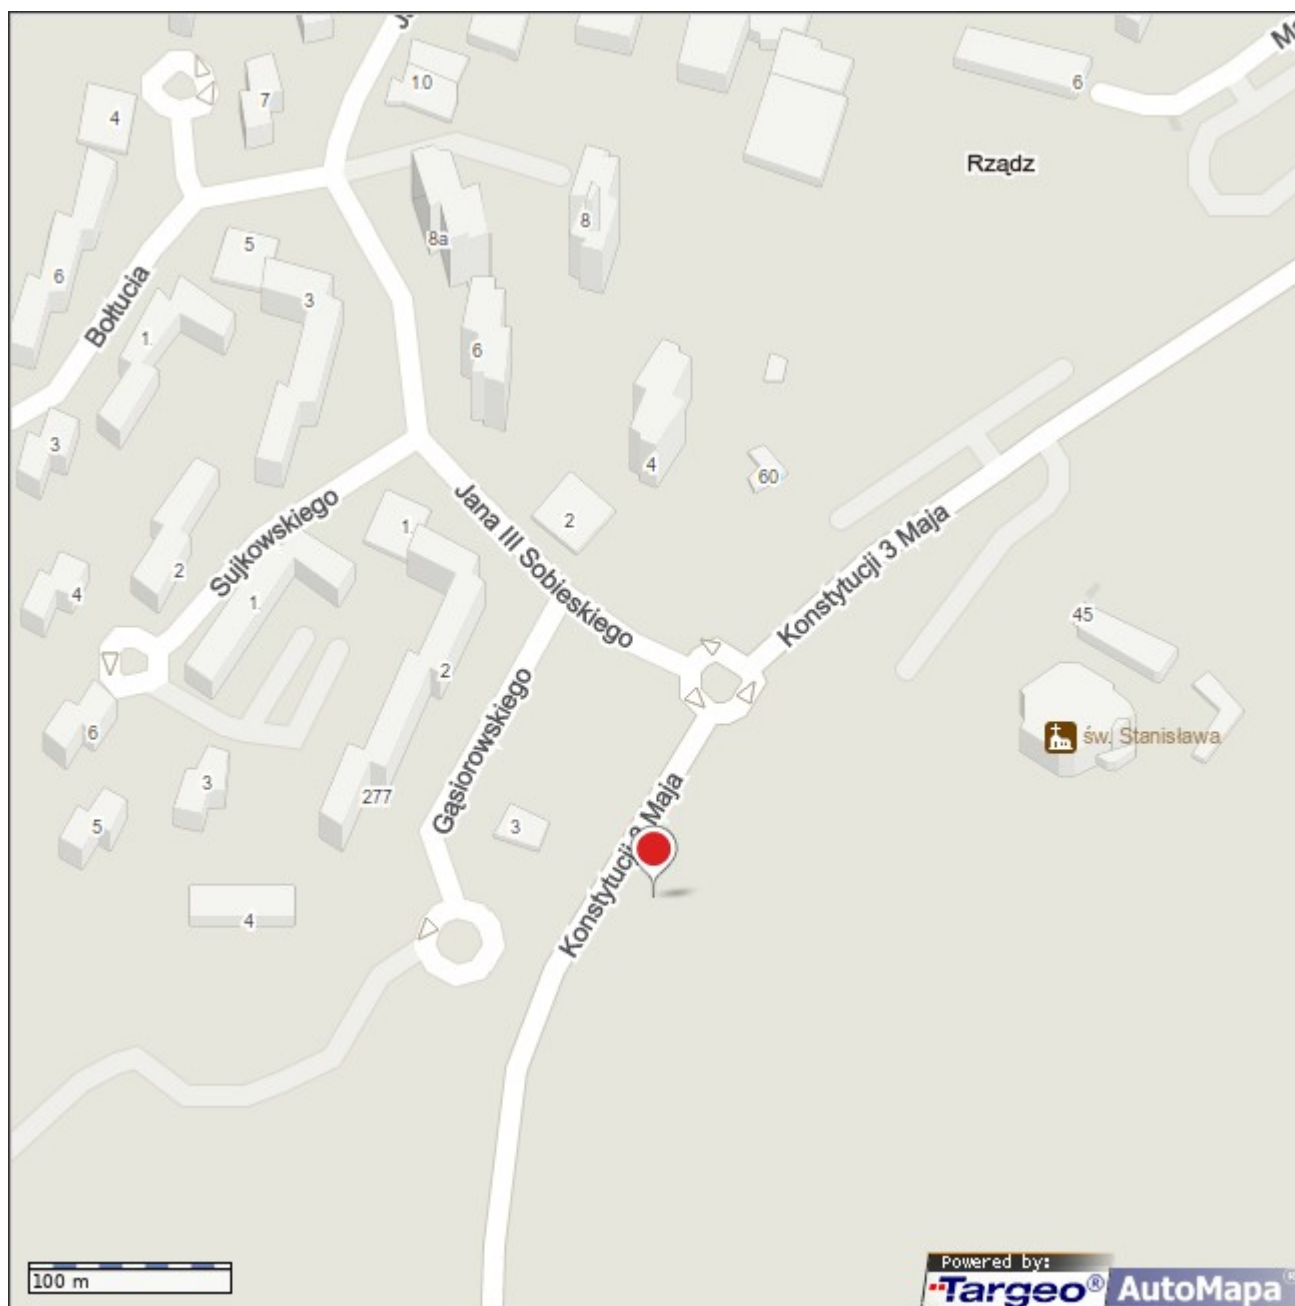 10
7
4
6
Rządz
8
8a
5
6
3
Bołtucia
1
6
3
4
60
2
1
Jana III Sobieskiego
Sujkowskiego
Konstytucji 3 Maja
2
4
1
45
2
św. Stanisława
6
Gąsiorowskiego
3
277
3
5
Konstytucji 3 Maja
4
100 m
Powered by:
Targeo® AutoMapa®